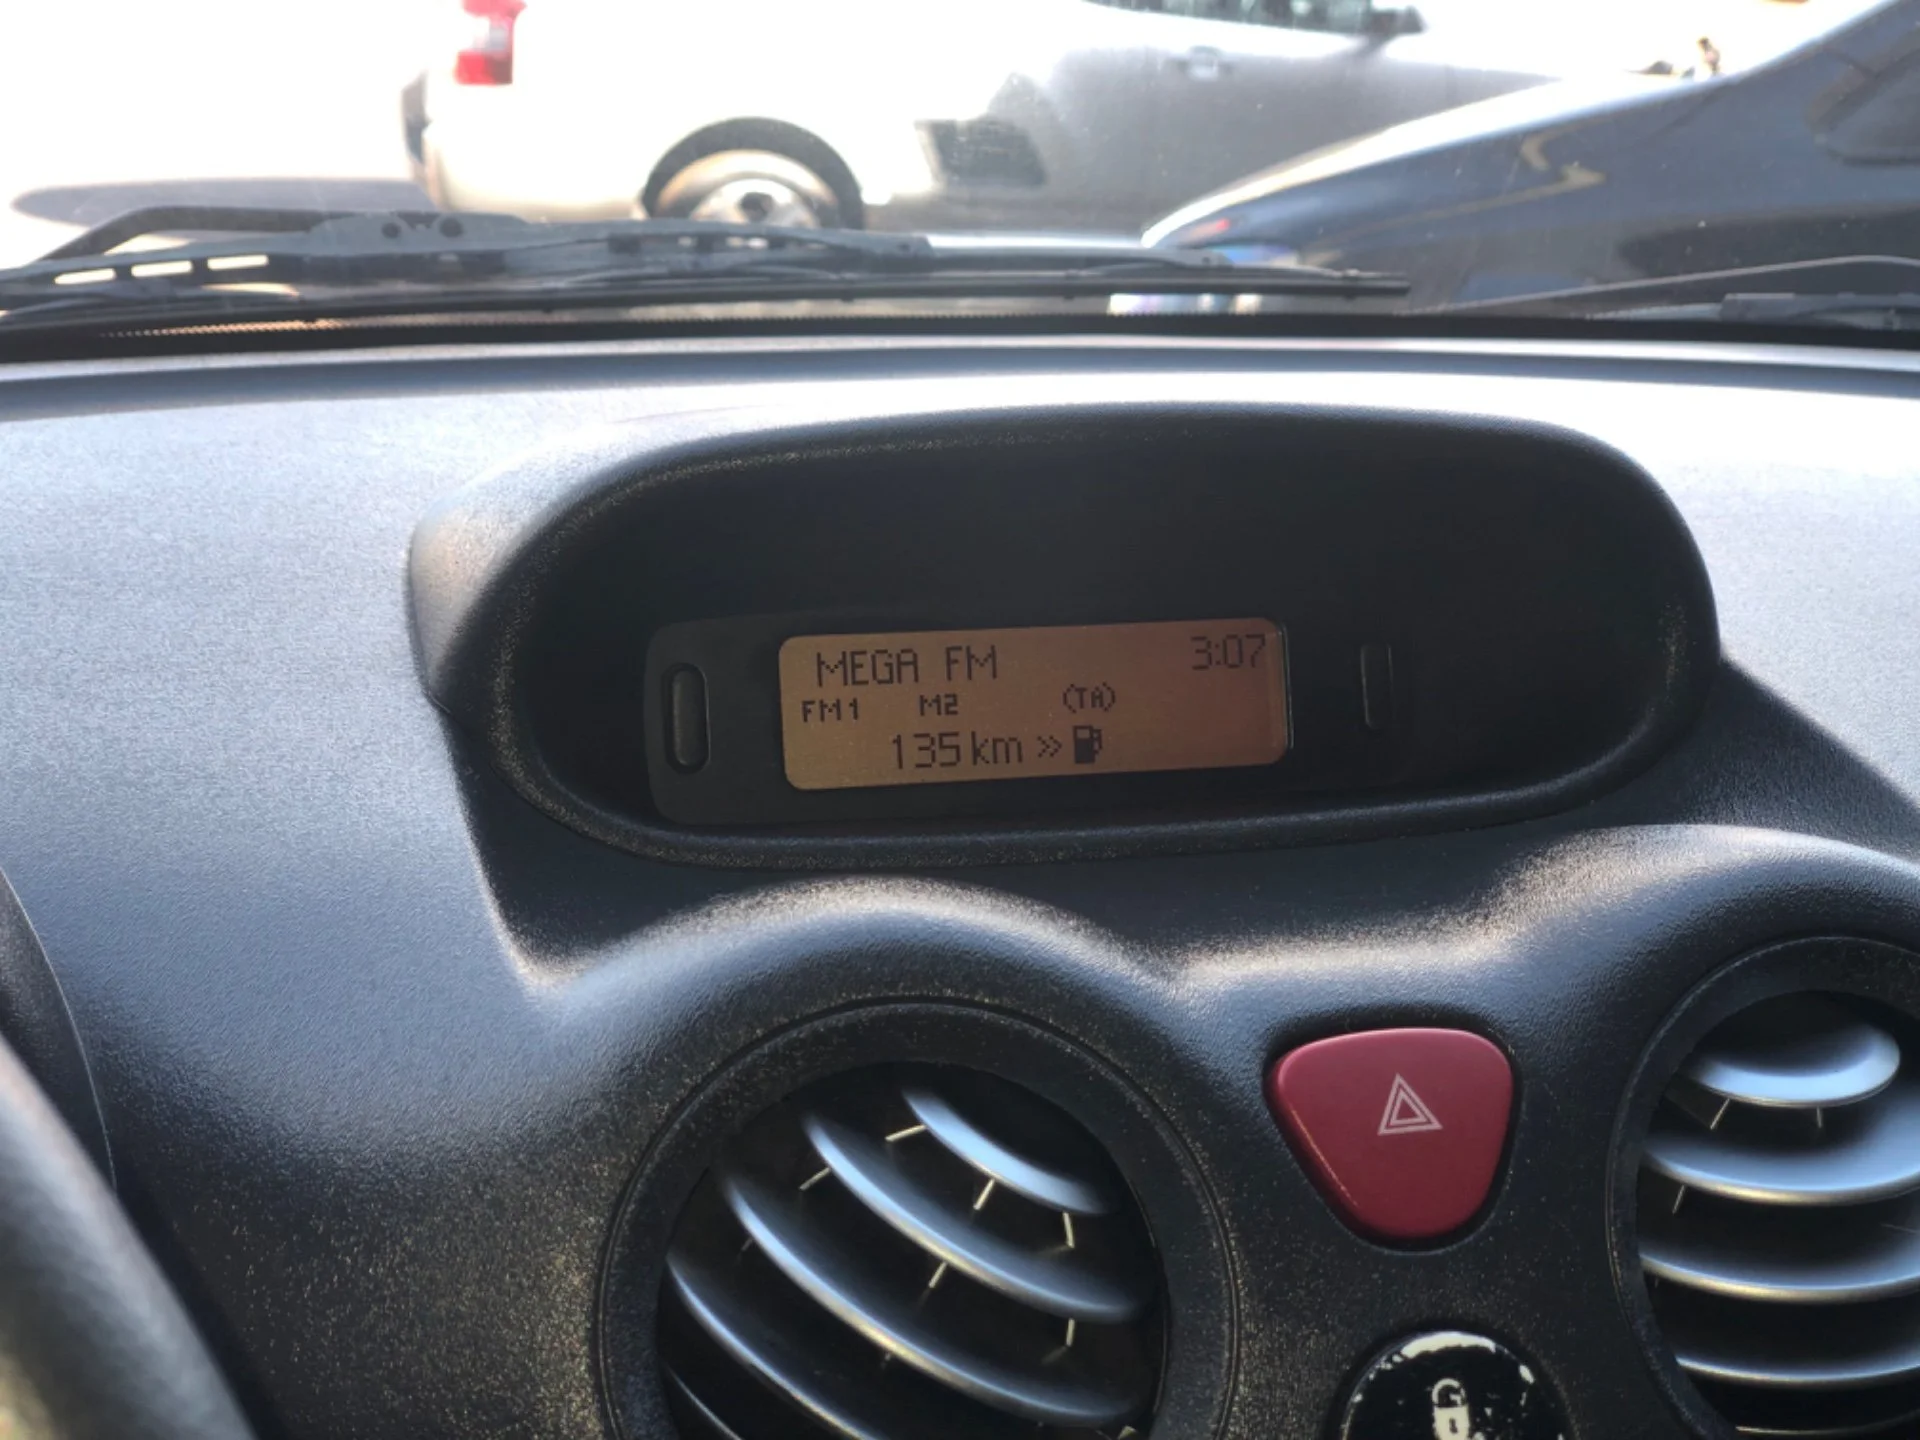 MEGA FM 3:07
FM1 M2 (TA)
135 km »